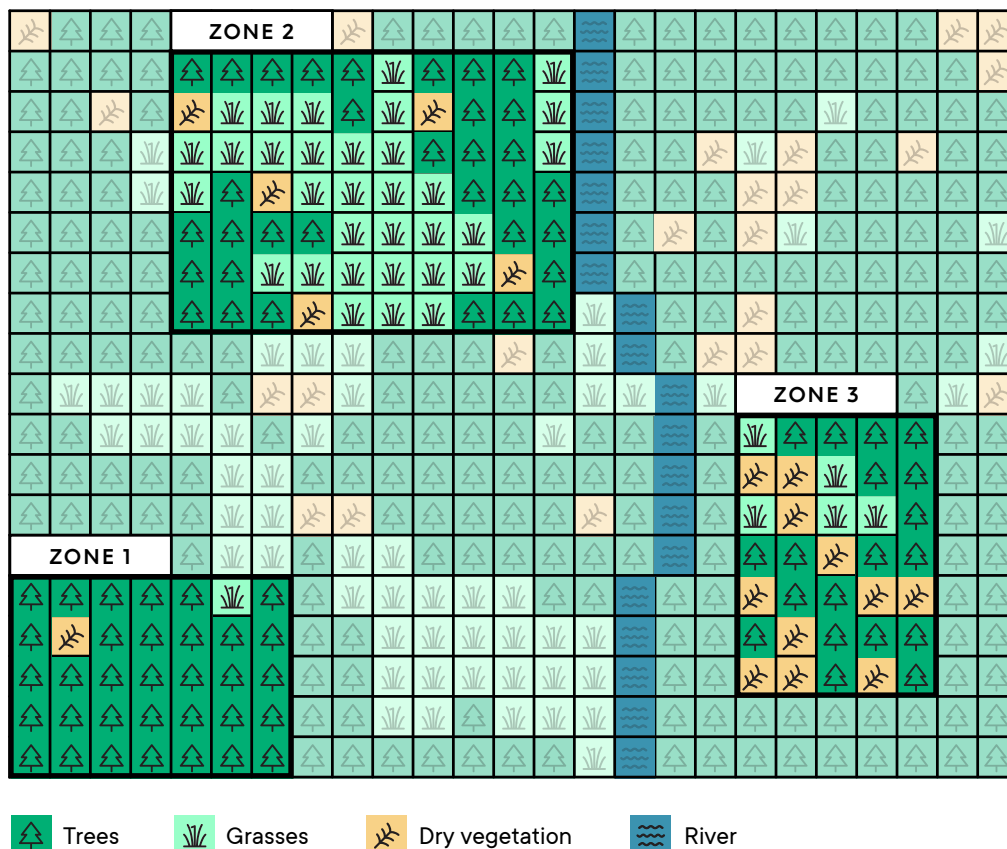 ZONE 2
ZONE 3
ZONE 1
Trees
Grasses
Dry vegetation
River